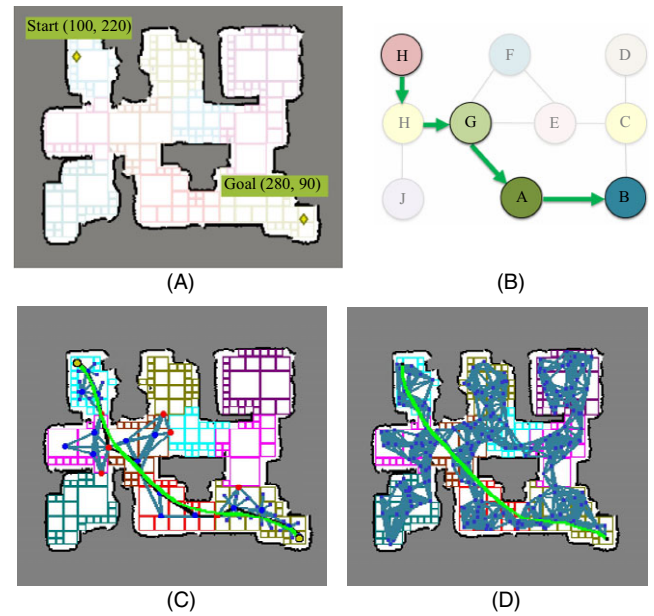 Start (100, 220)
Goal (280, 90)
(A)
H
F
D
H
G
E
C
J
A
B
(B)
(C)
(D)